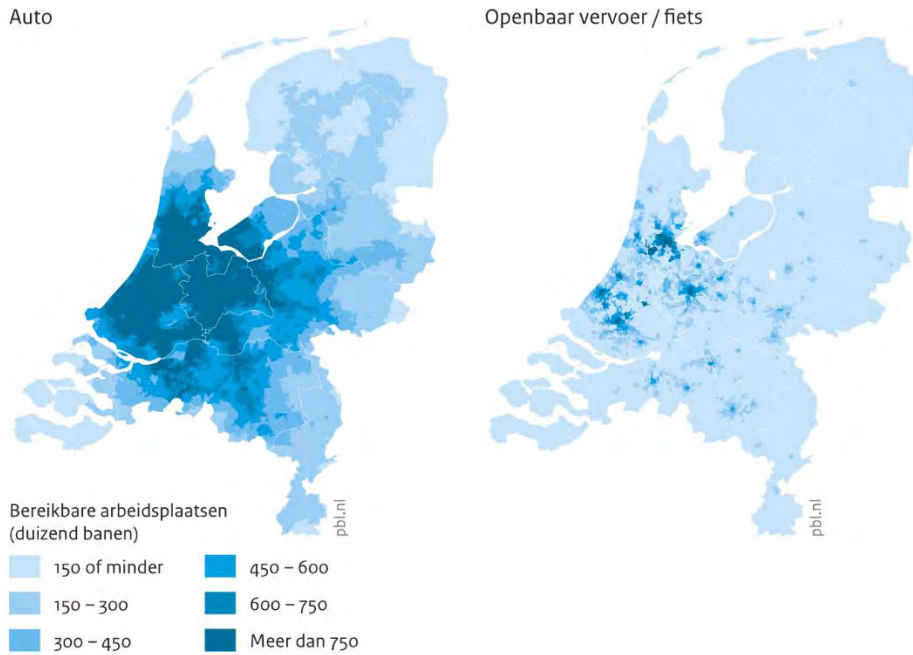 Auto
Openbaar vervoer / fiets
Bereikbare arbeidsplaatsen
(duizend banen)
150 of minder
150 – 300
300 – 450
450 – 600
600 – 750
Meer dan 750
pbl.nl
pbl.nl